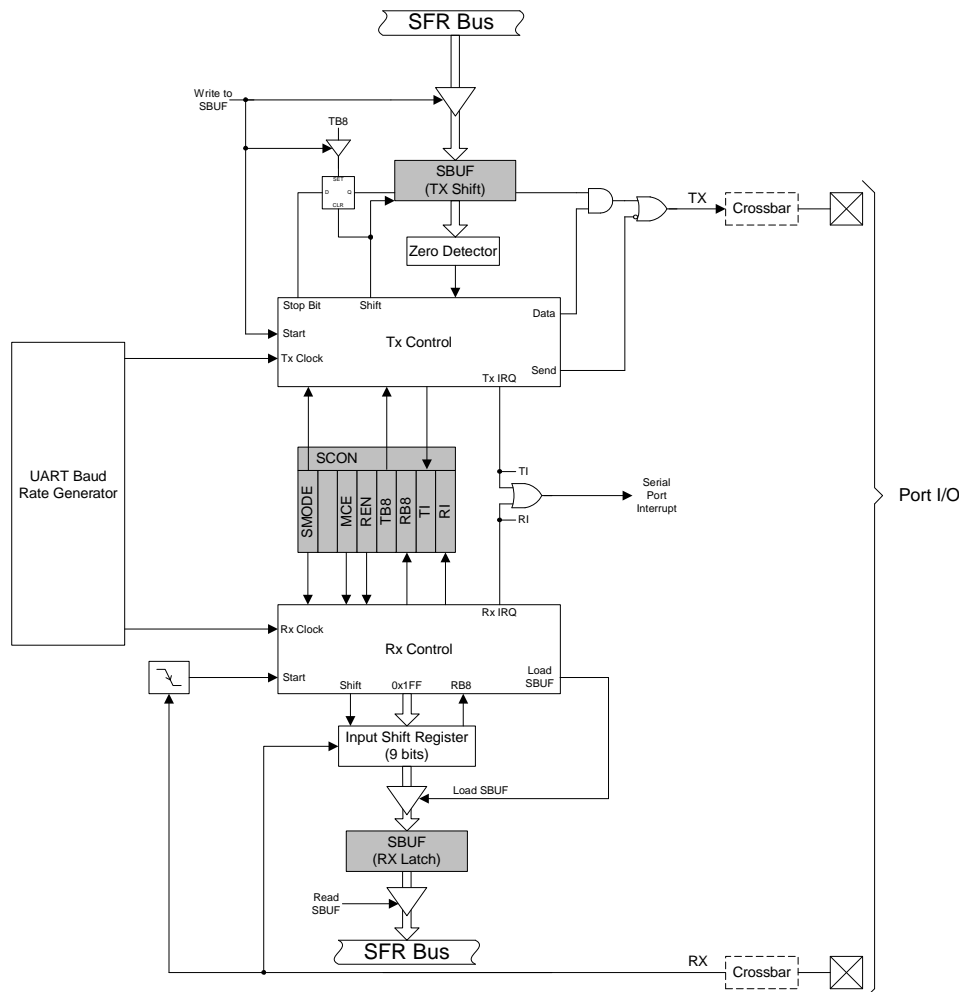 SFR Bus
Write to
SBUF
TB8
SET
D
Q
CLR
SBUF
(TX Shift)
TX
Crossbar
Zero Detector
Stop Bit
Shift
Data
Start
Tx Control
Tx Clock
Send
Tx IRQ
UART Baud
Rate Generator
SCON
SMODE
MCE
REN
TB8
RB8
TI
RI
TI
RI
Serial
Port
Interrupt
Port I/O
Rx IRQ
Rx Clock
Rx Control
Start
Load
SBUF
Shift
0x1FF
RB8
Input Shift Register
(9 bits)
Load SBUF
SBUF
(RX Latch)
Read
SBUF
SFR Bus
RX
Crossbar